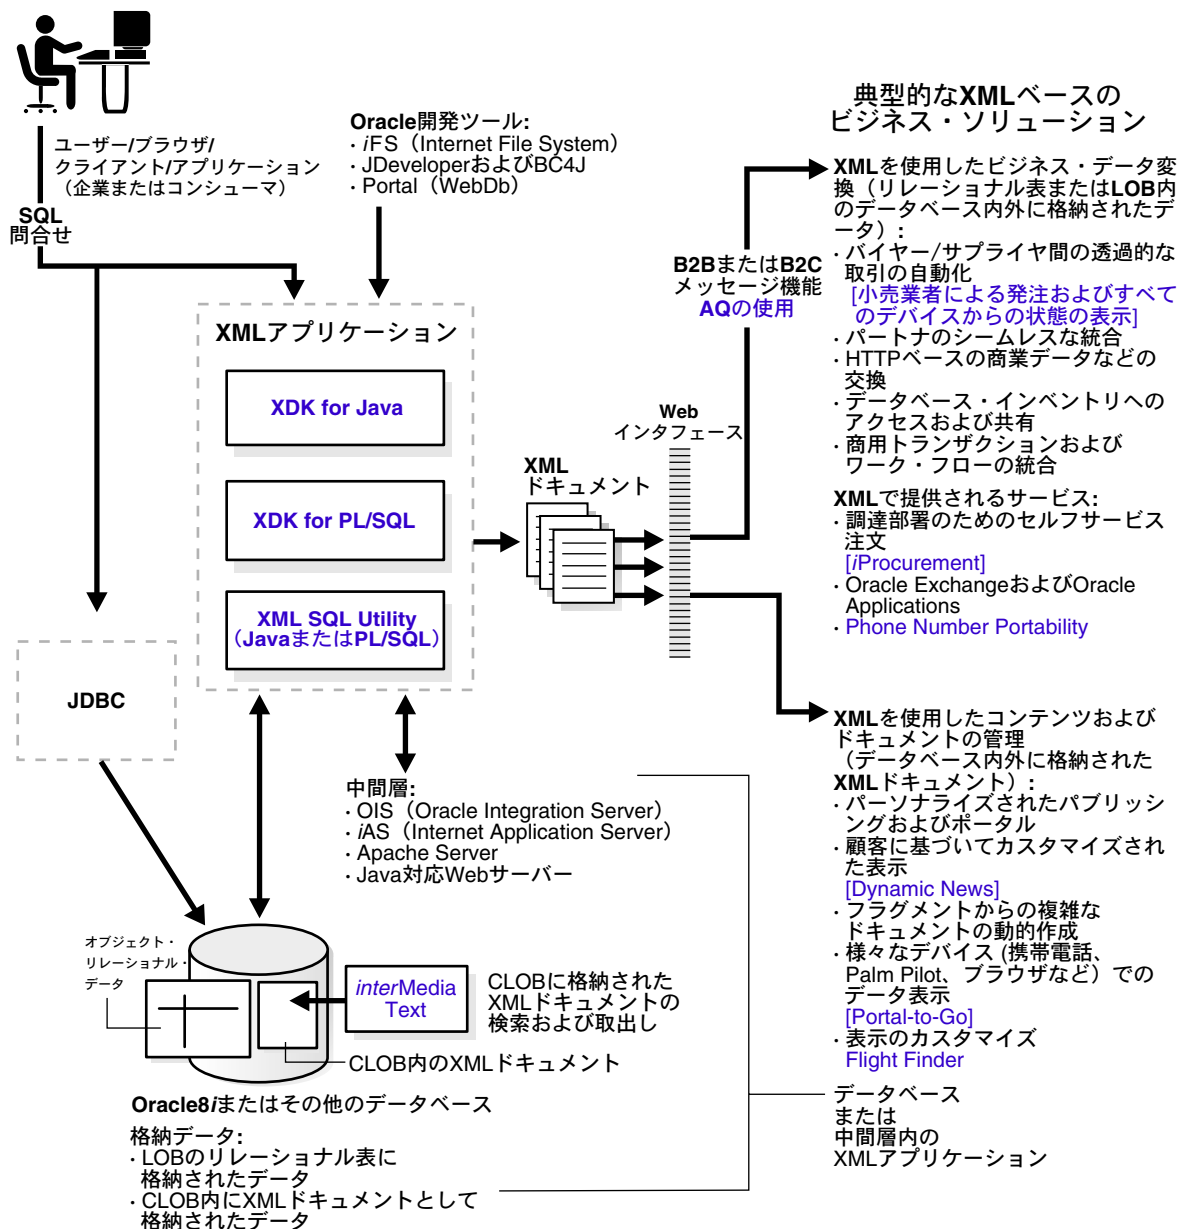 ユーザー/ブラウザ/
クライアント/アプリケーション
（企業またはコンシューマ）
SQL
問合せ
Oracle開発ツール:
・iFS（Internet File System）
・JDeveloperおよびBC4J
・Portal（WebDb）
XMLアプリケーション
XDK for Java
XDK for PL/SQL
XML SQL Utility
（JavaまたはPL/SQL）
JDBC
XML
ドキュメント
Web
インタフェース
B2BまたはB2C
メッセージ機能
AQの使用
中間層:
・OIS（Oracle Integration Server）
・iAS（Internet Application Server）
・Apache Server
・Java対応Webサーバー
オブジェクト・
リレーショナル・
データ
interMedia
Text
CLOBに格納された
XMLドキュメントの
検索および取出し
CLOB内のXMLドキュメント
Oracle8iまたはその他のデータベース
格納データ:
・LOBのリレーショナル表に
格納されたデータ
・CLOB内にXMLドキュメントとして
格納されたデータ
典型的なXMLベースの
ビジネス・ソリューション
XMLを使用したビジネス・データ変
換（リレーショナル表またはLOB内
のデータベース内外に格納されたデ
ータ）:
・バイヤー/サプライヤ間の透過的な
取引の自動化
[小売業者による発注およびすべて
のデバイスからの状態の表示]
・パートナのシームレスな統合
・HTTPベースの商業データなどの
交換
・データベース・インベントリへの
アクセスおよび共有
・商用トランザクションおよび
ワーク・フローの統合
XMLで提供されるサービス:
・調達部署のためのセルフサービス
注文
[iProcurement]
・Oracle ExchangeおよびOracle
Applications
・Phone Number Portability
XMLを使用したコンテンツおよび
ドキュメントの管理
（データベース内外に格納された
XMLドキュメント）:
・パーソナライズされたパブリッシ
ングおよびポータル
・顧客に基づいてカスタマイズされ
た表示
[Dynamic News]
・フラグメントからの複雑な
ドキュメントの動的作成
・様々なデバイス (携帯電話、
Palm Pilot、ブラウザなど）での
データ表示
[Portal-to-Go]
・表示のカスタマイズ
Flight Finder
データベース
または
中間層内の
XMLアプリケーション